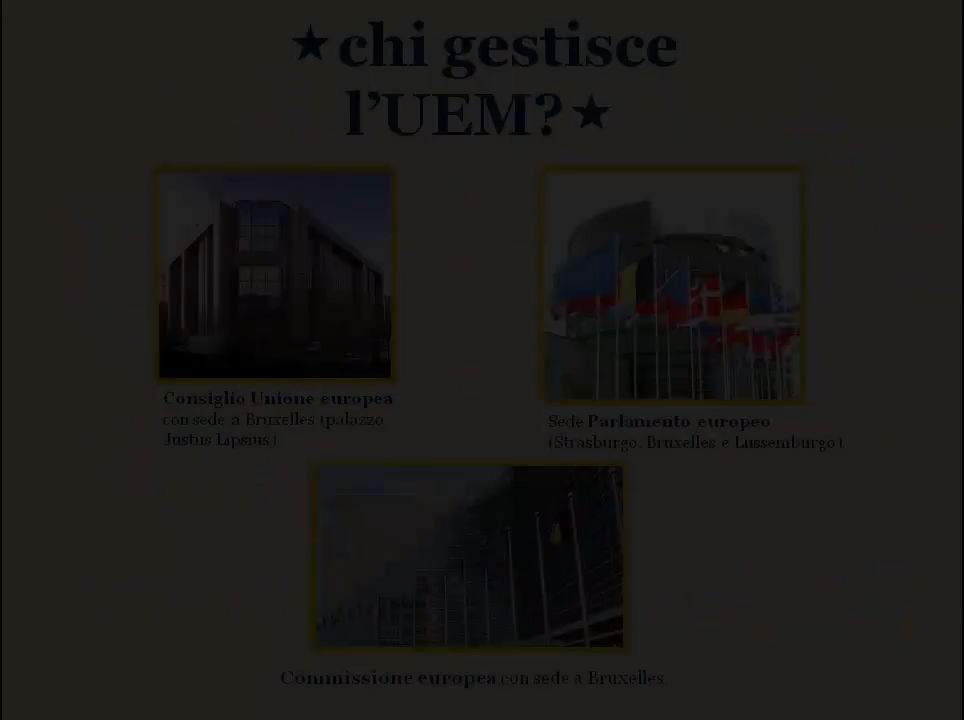 ★chi gestisce
l'UEM?★
Consiglio Unione europea
con sede a Bruxelles (palazzo
Justus Lipsius)
Sede Parlamento europeo
(Strasburgo, Bruxelles e Lussemburgo).
Commissione europea con sede a Bruxelles.